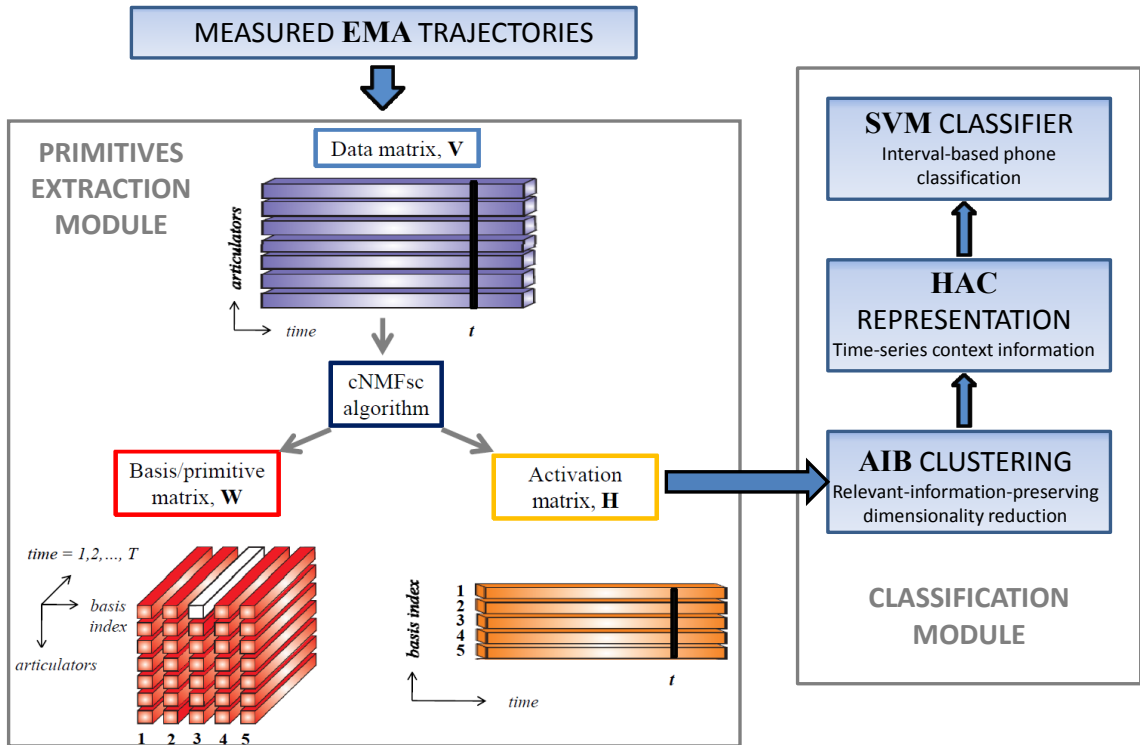 MEASURED EMA TRAJECTORIES
PRIMITIVES
EXTRACTION
MODULE
Data matrix, V
articulators
time
t
cNMFsc
algorithm
Basis/primitive
matrix, W
Activation
matrix, H
time = 1,2,..., T
basis
index
articulators
1 2 3 4 5
basis index
1
2
3
4
5
t
time
SVM CLASSIFIER
Interval-based phone
classification
HAC
REPRESENTATION
Time-series context information
AIB CLUSTERING
Relevant-information-preserving
dimensionality reduction
CLASSIFICATION
MODULE